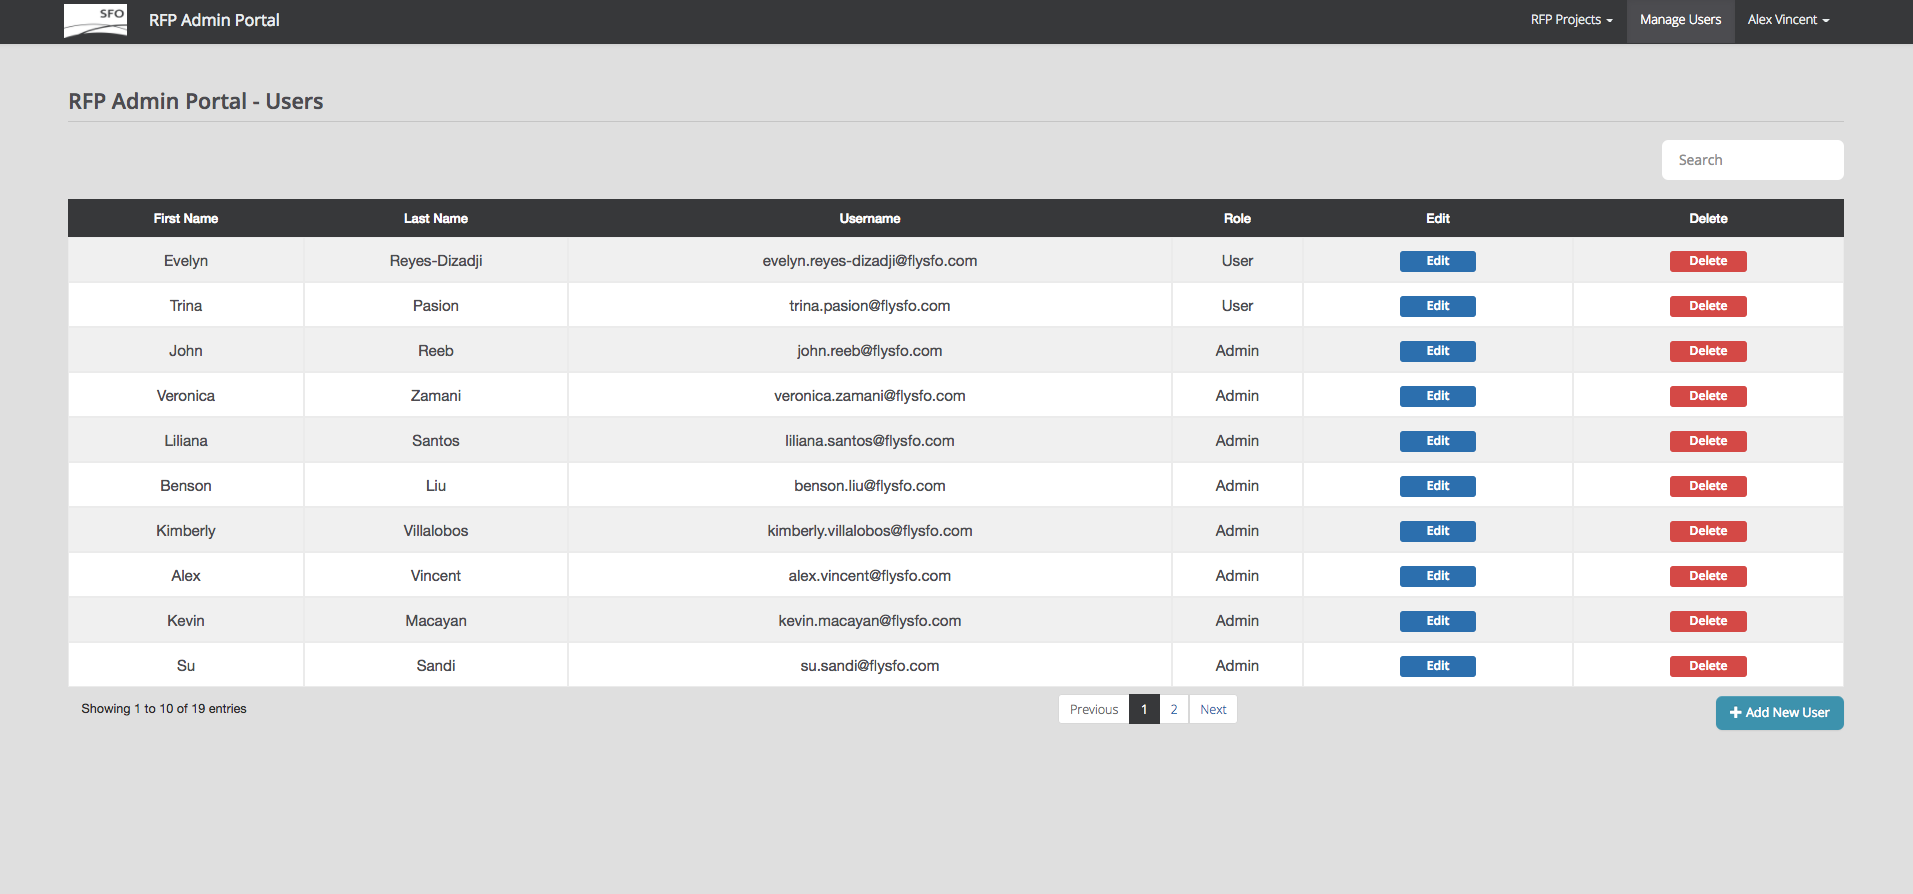 SFO RFP Admin Portal RFP Projects Manage Users Alex Vincent
RFP Admin Portal - Users
Search
First Name Last Name Username Role Edit Delete
Evelyn Reyes-Dizadji evelyn.reyes-dizadji@flysfo.com User Edit Delete
Trina Pasion trina.pasion@flysfo.com User Edit Delete
John Reeb john.reeb@flysfo.com Admin Edit Delete
Veronica Zamani veronica.zamani@flysfo.com Admin Edit Delete
Liliana Santos liliana.santos@flysfo.com Admin Edit Delete
Benson Liu benson.liu@flysfo.com Admin Edit Delete
Kimberly Villalobos kimberly.villalobos@flysfo.com Admin Edit Delete
Alex Vincent alex.vincent@flysfo.com Admin Edit Delete
Kevin Macayan kevin.macayan@flysfo.com Admin Edit Delete
Su Sandi su.sandi@flysfo.com Admin Edit Delete
Showing 1 to 10 of 19 entries Previous 1 2 Next Add New User